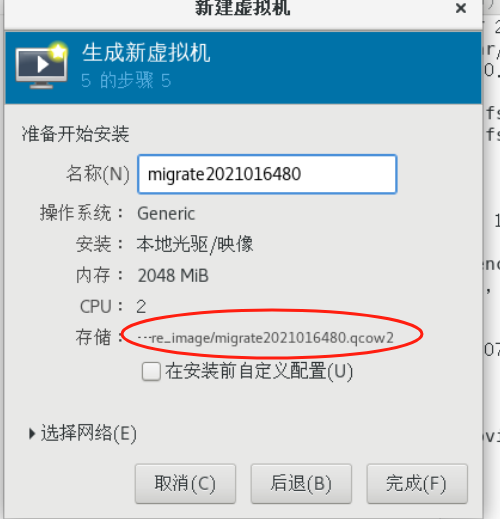 新建虚拟机
×
生成新虚拟机
5 的步骤 5
准备开始安装
名称(N) migrate2021016480
操作系统： Generic
安装： 本地光驱/映像
内存： 2048 MiB
CPU： 2
存储： …re_image/migrate2021016480.qcow2
在安装前自定义配置(U)
选择网络(E)
取消(C) 后退(B) 完成(F)